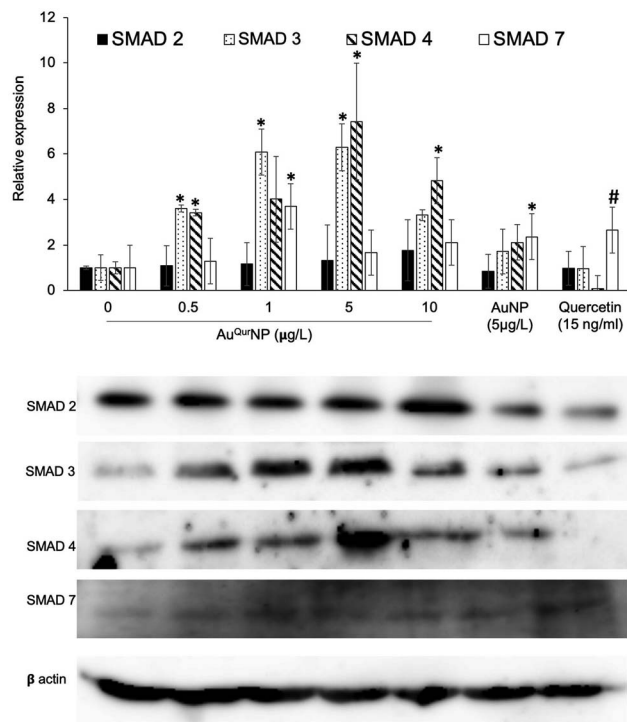 12
10
8
6
4
2
0
Relative expression
SMAD 2 SMAD 3 SMAD 4 SMAD 7
* * * * * * * * #
0 0.5 1 5 10 AuNP Quercetin
(5µg/L) (15 ng/ml)
Au^QurNP (µg/L)
SMAD 2
SMAD 3
SMAD 4
SMAD 7
β actin